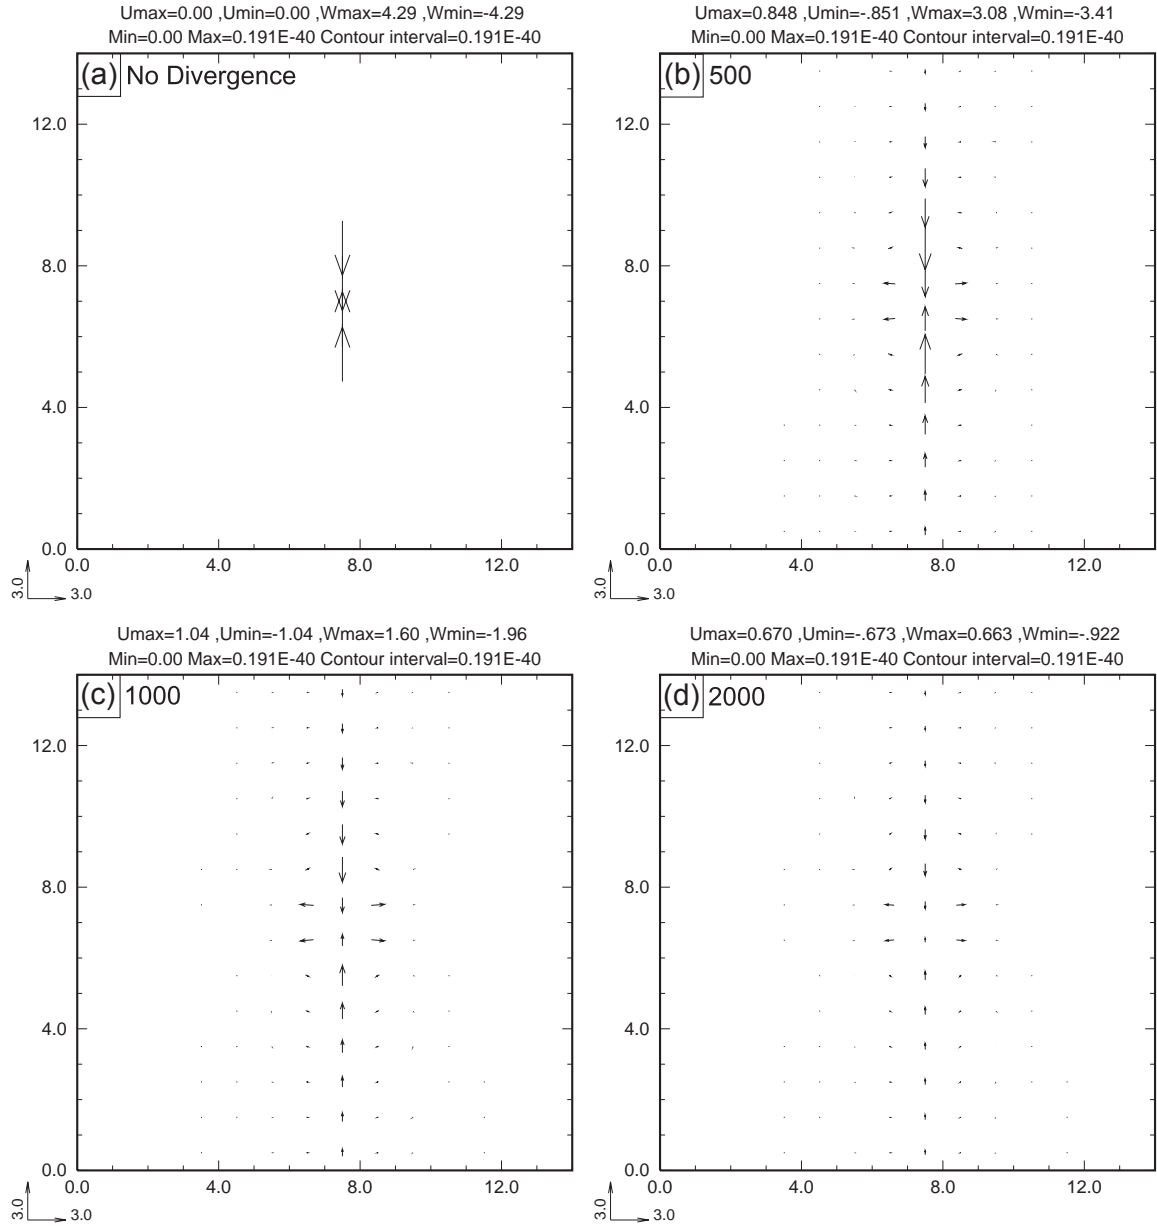 Umax=0.00 ,Umin=0.00 ,Wmax=4.29 ,Wmin=-4.29
Min=0.00 Max=0.191E-40 Contour interval=0.191E-40
(a) No Divergence
12.0
8.0
4.0
0.0
0.0 4.0 8.0 12.0
3.0
3.0
Umax=0.848 ,Umin=-.851 ,Wmax=3.08 ,Wmin=-3.41
Min=0.00 Max=0.191E-40 Contour interval=0.191E-40
(b) 500
12.0
8.0
4.0
0.0
0.0 4.0 8.0 12.0
3.0
3.0
Umax=1.04 ,Umin=-1.04 ,Wmax=1.60 ,Wmin=-1.96
Min=0.00 Max=0.191E-40 Contour interval=0.191E-40
(c) 1000
12.0
8.0
4.0
0.0
0.0 4.0 8.0 12.0
3.0
3.0
Umax=0.670 ,Umin=-.673 ,Wmax=0.663 ,Wmin=-.922
Min=0.00 Max=0.191E-40 Contour interval=0.191E-40
(d) 2000
12.0
8.0
4.0
0.0
0.0 4.0 8.0 12.0
3.0
3.0